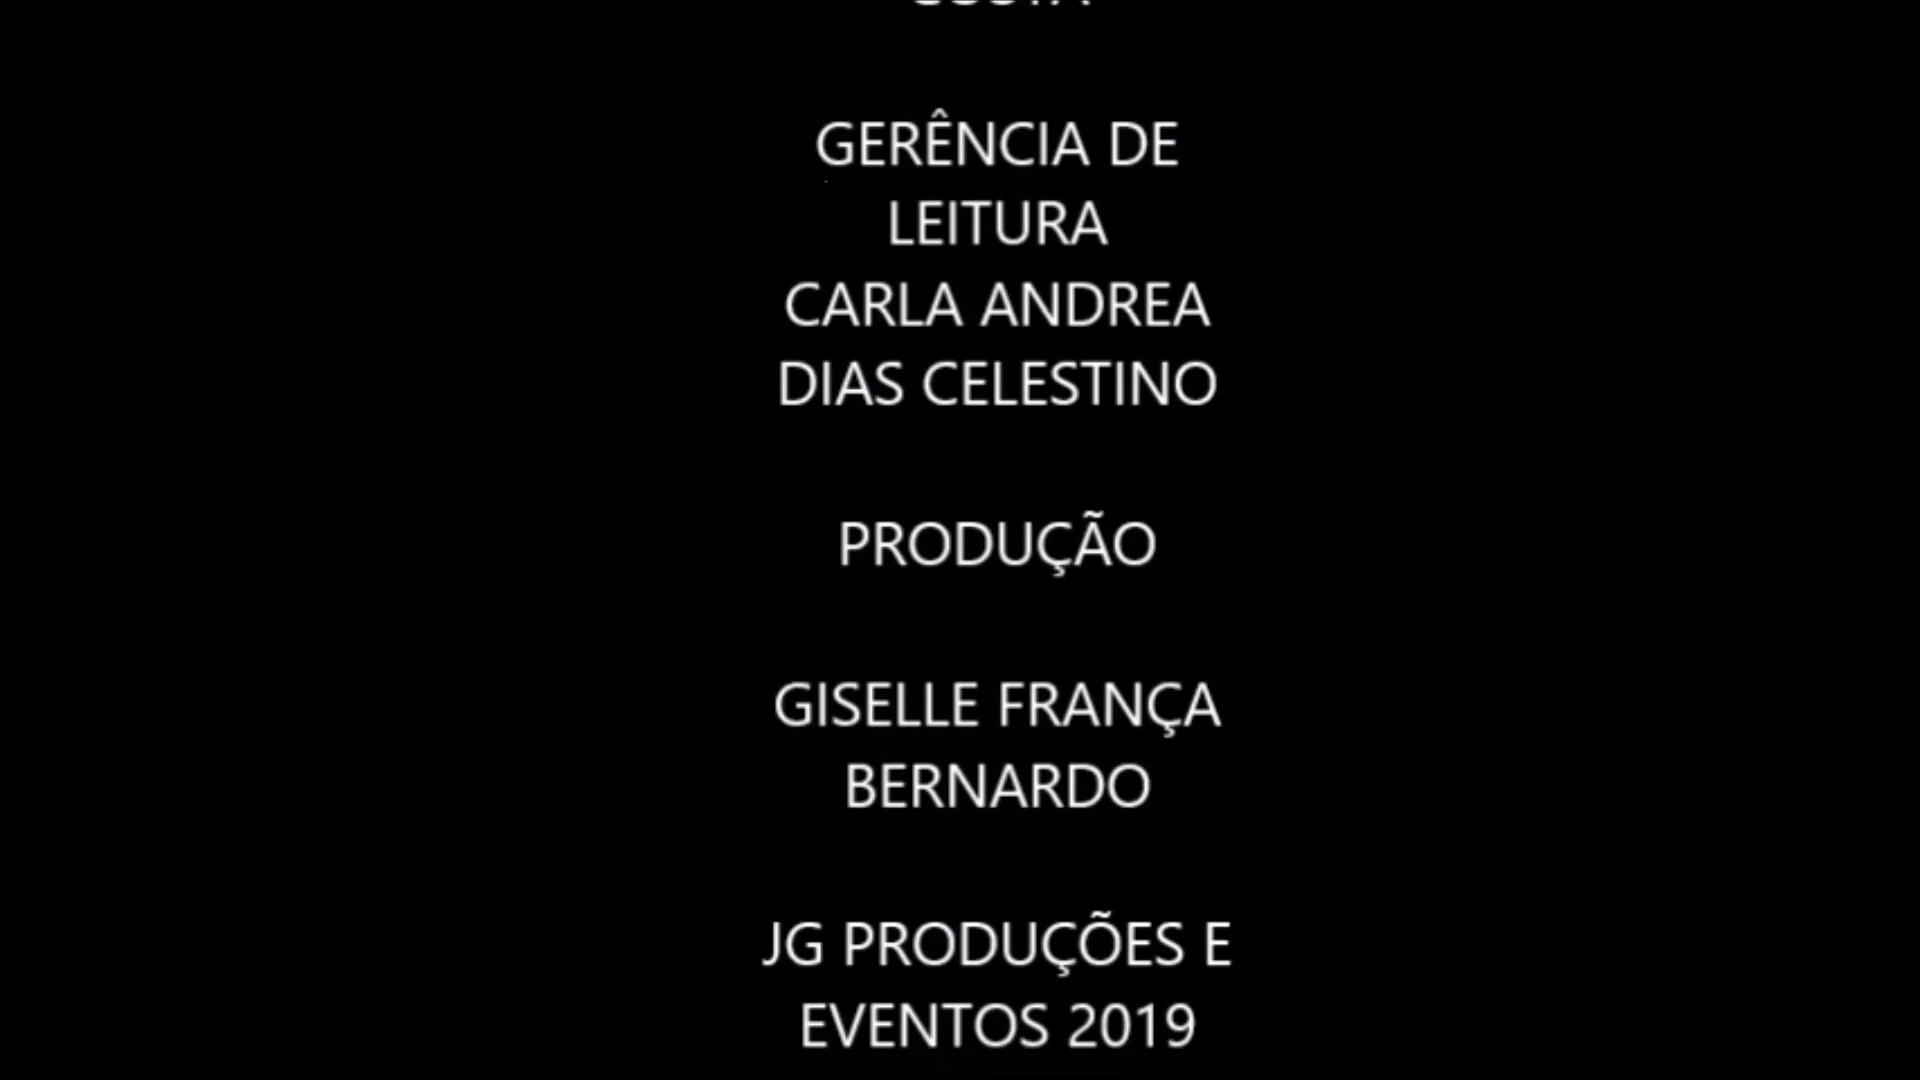 GERÊNCIA DE
LEITURA
CARLA ANDREA
DIAS CELESTINO
PRODUÇÃO
GISELLE FRANÇA
BERNARDO
JG PRODUÇÕES E
EVENTOS 2019